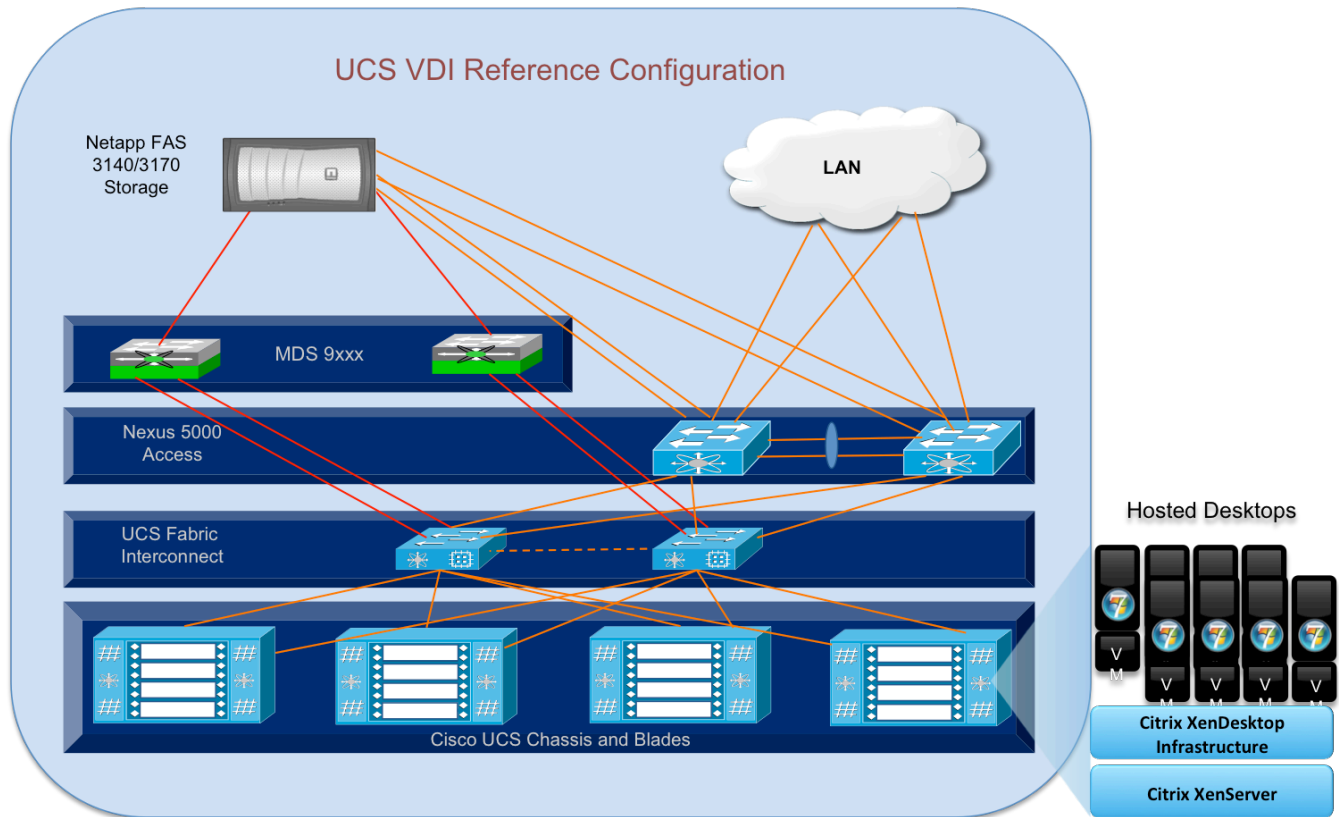 UCS VDI Reference Configuration
Netapp FAS
3140/3170
Storage
LAN
MDS 9xxx
Nexus 5000
Access
UCS Fabric
Interconnect
Cisco UCS Chassis and Blades
Hosted Desktops
V
M
V
M
V
M
V
M
V
M
Citrix XenDesktop
Infrastructure
Citrix XenServer